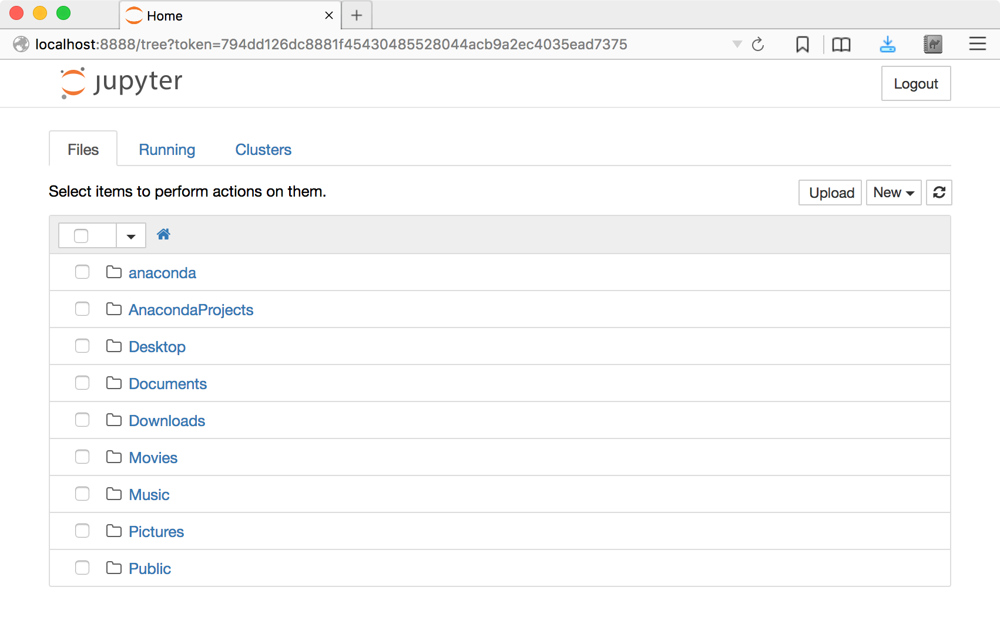 Home
localhost:8888/tree?token=794dd126dc8881f45430485528044acb9a2ec4035ead7375
jupyter
Logout
Files Running Clusters
Select items to perform actions on them.
Upload New
anaconda
AnacondaProjects
Desktop
Documents
Downloads
Movies
Music
Pictures
Public